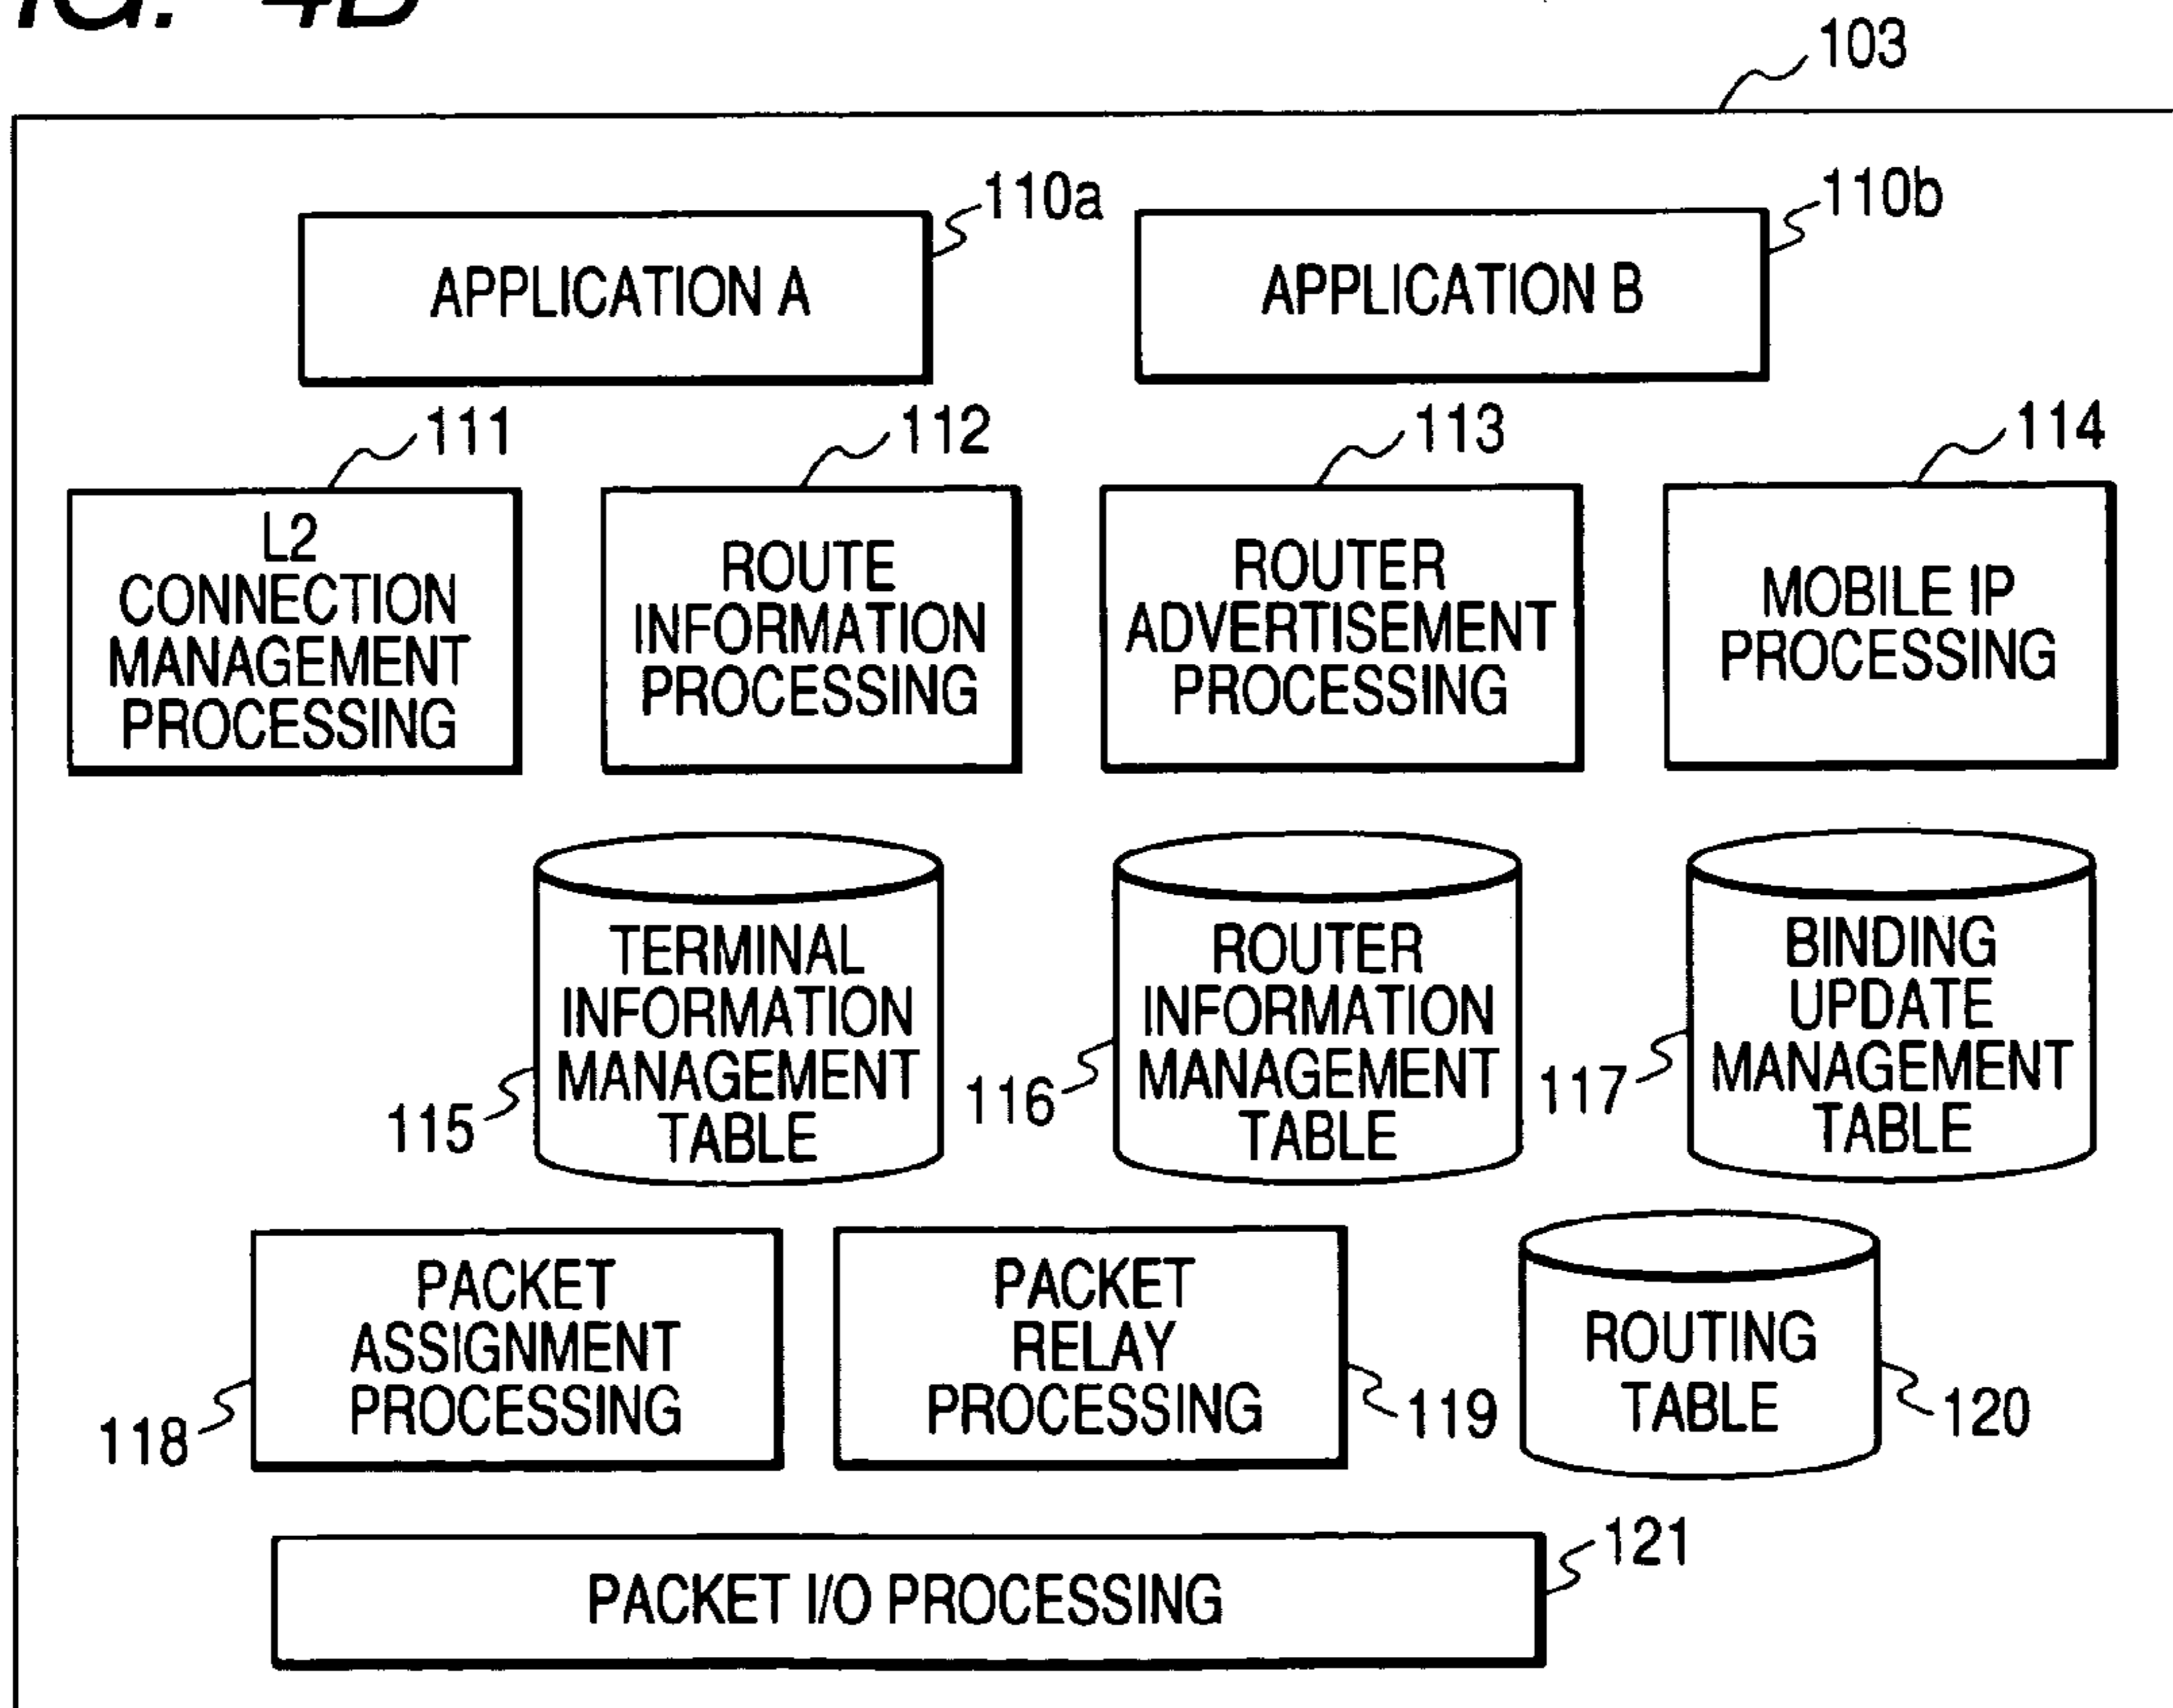 FIG. 4B
103
110a
110b
APPLICATION A
APPLICATION B
111
112
113
114
L2
CONNECTION
MANAGEMENT
PROCESSING
ROUTE
INFORMATION
PROCESSING
ROUTER
ADVERTISEMENT
PROCESSING
MOBILE IP
PROCESSING
TERMINAL
INFORMATION
MANAGEMENT
TABLE
115
ROUTER
INFORMATION
MANAGEMENT
TABLE
116
BINDING
UPDATE
MANAGEMENT
TABLE
117
PACKET
ASSIGNMENT
PROCESSING
118
PACKET
RELAY
PROCESSING
119
ROUTING
TABLE
120
121
PACKET I/O PROCESSING